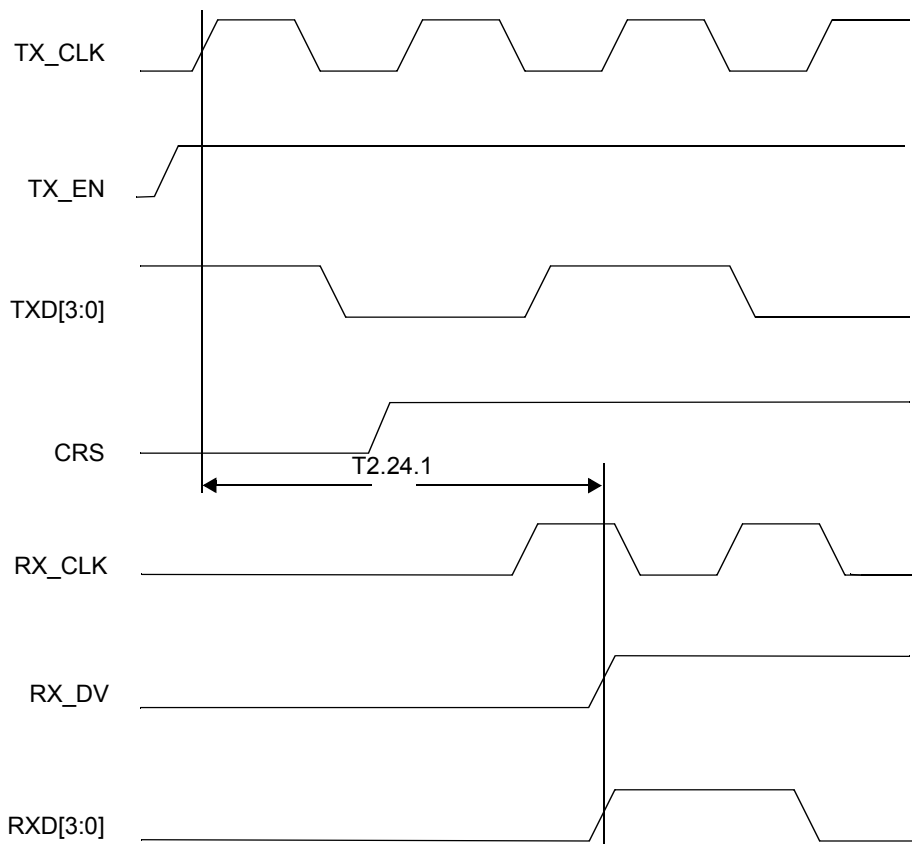 TX_CLK
TX_EN
TXD[3:0]
CRS
T2.24.1
RX_CLK
RX_DV
RXD[3:0]